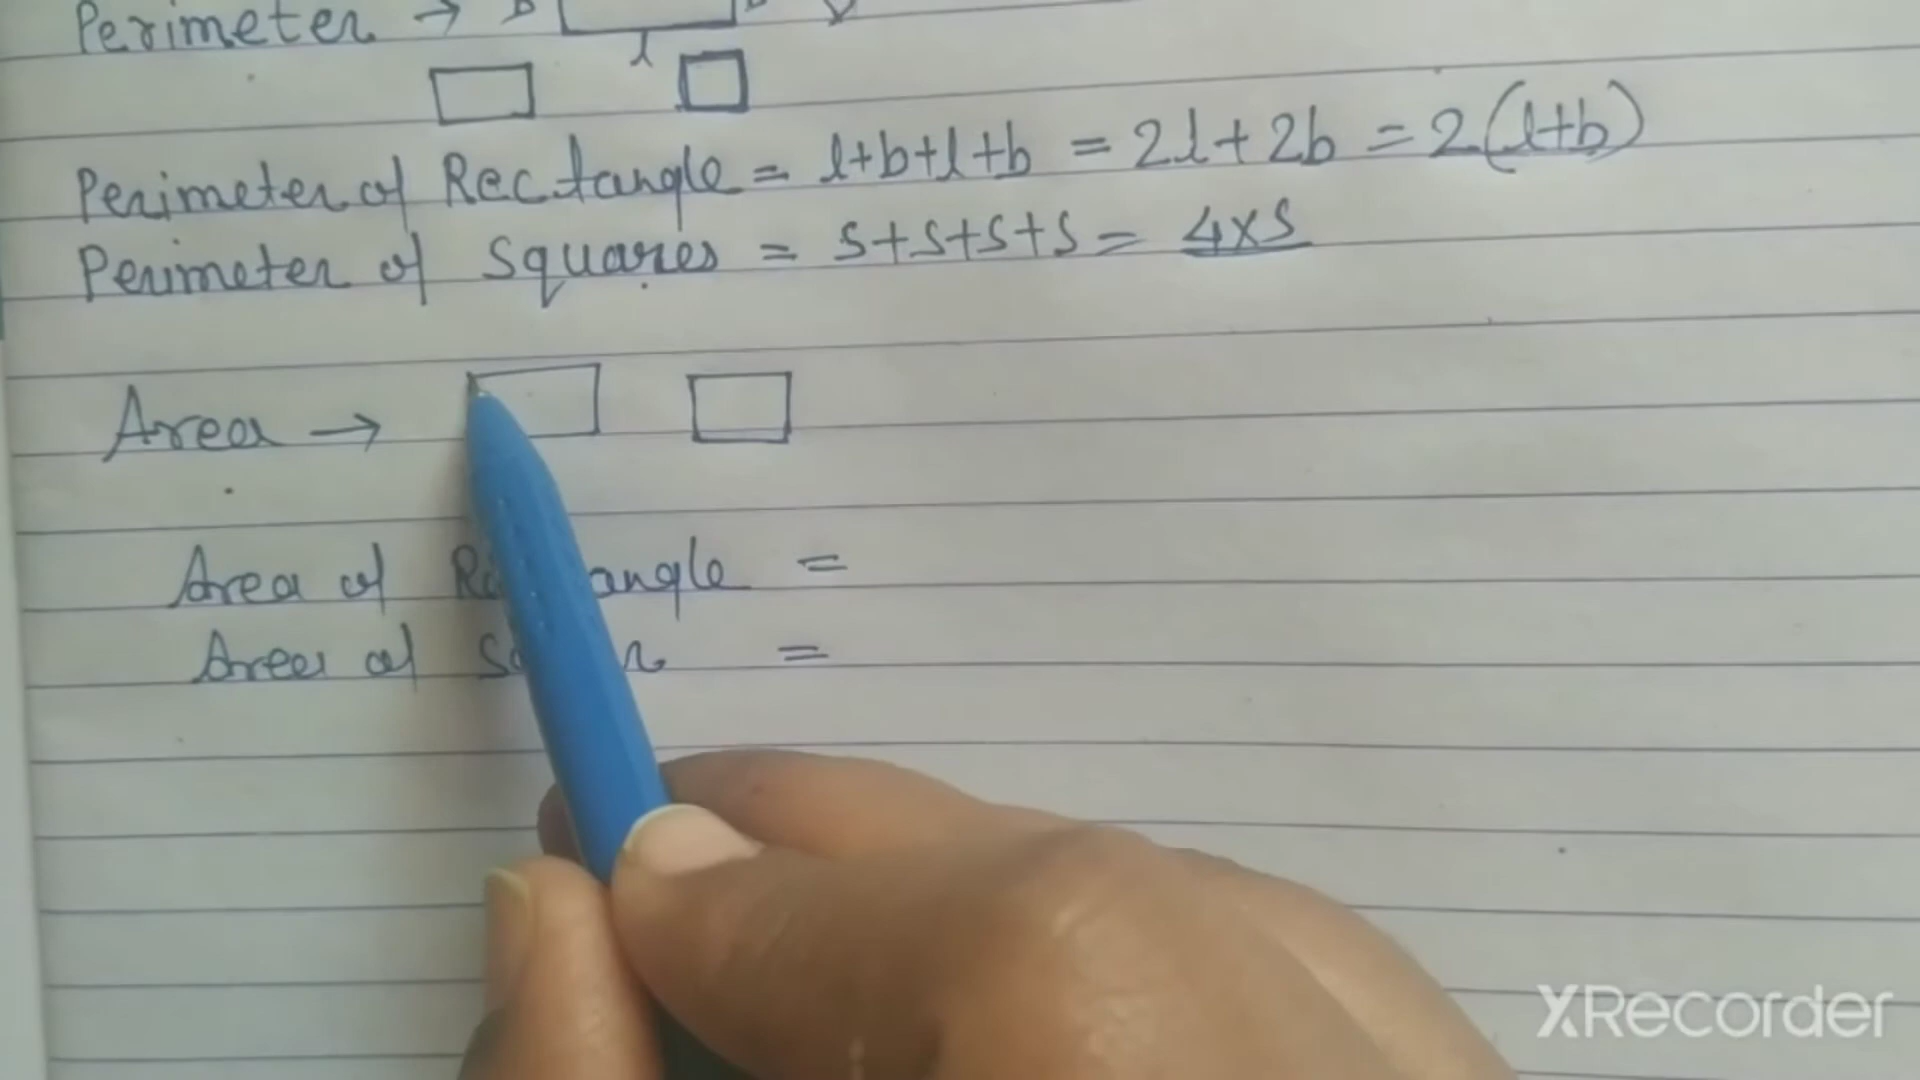 Perimeter → b b
l
Perimeter of Rectangle = l+b+l+b = 2l+2b = 2(l+b)
Perimeter of Squares = s+s+s+s = 4×s
Area →
Area of angle =
Area of =
XRecorder